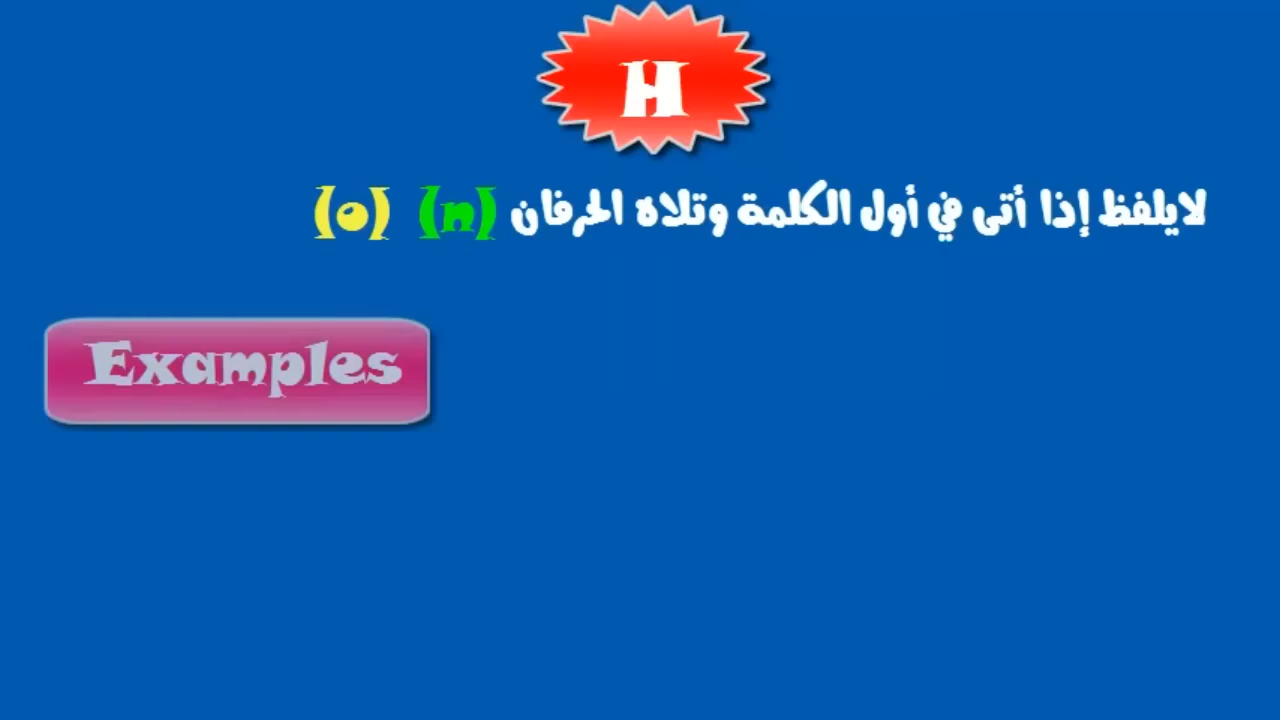 H
لايلفظ إذا أتى في أول الكلمة وتلاه الحرفان (n) (o)
Examples